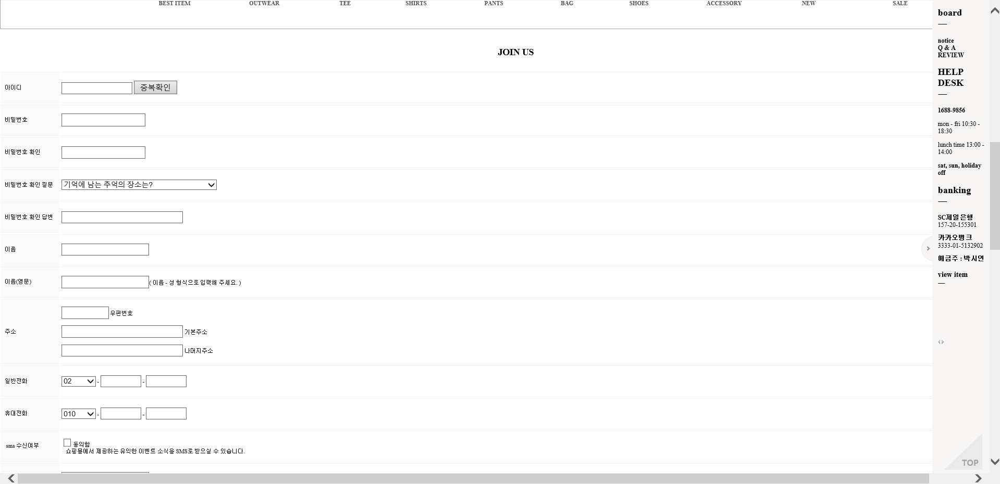 BEST ITEM OUTWEAR TEE SHIRTS PANTS BAG SHOES ACCESSORY NEW SALE
JOIN US
아이디 중복확인
비밀번호
비밀번호 확인
비밀번호 확인 질문 기억에 남는 추억의 장소는?
비밀번호 확인 답변
이름
이름(영문) ( 이름 - 성 형식으로 입력해 주세요. )
주소
우편번호
기본주소
나머지주소
일반전화 02 - -
휴대전화 010 - -
sms 수신여부 동의함
쇼핑몰에서 제공하는 유익한 이벤트 소식을 SMS로 받으실 수 있습니다.
board
notice
Q & A
REVIEW
HELP
DESK
1688-9856
mon - fri 10:30 -
18:30
lunch time 13:00 -
14:00
sat, sun, holiday
off
banking
SC제일은행
157-20-155301
카카오뱅크
3333-01-5132902
예금주 : 박시연
view item
TOP